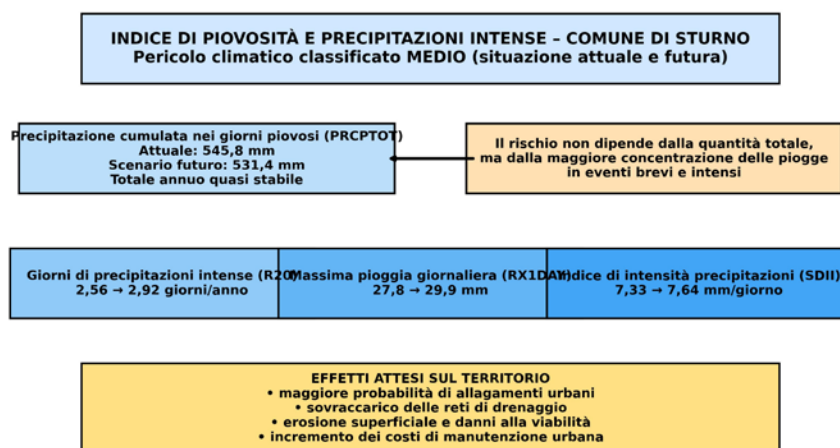 INDICE DI PIOVOSITÀ E PRECIPITAZIONI INTENSE – COMUNE DI STURNO
Pericolo climatico classificato MEDIO (situazione attuale e futura)
Precipitazione cumulata nei giorni piovosi (PRCPTOT)
Attuale: 545,8 mm
Scenario futuro: 531,4 mm
Totale annuo quasi stabile
Il rischio non dipende dalla quantità totale,
ma dalla maggiore concentrazione delle piogge
in eventi brevi e intensi
Giorni di precipitazioni intense (R20)
2,56 → 2,92 giorni/anno
Massima pioggia giornaliera (RX1DAY)
27,8 → 29,9 mm
Indice di intensità precipitazioni (SDII)
7,33 → 7,64 mm/giorno
EFFETTI ATTESI SUL TERRITORIO
• maggiore probabilità di allagamenti urbani
• sovraccarico delle reti di drenaggio
• erosione superficiale e danni alla viabilità
• incremento dei costi di manutenzione urbana